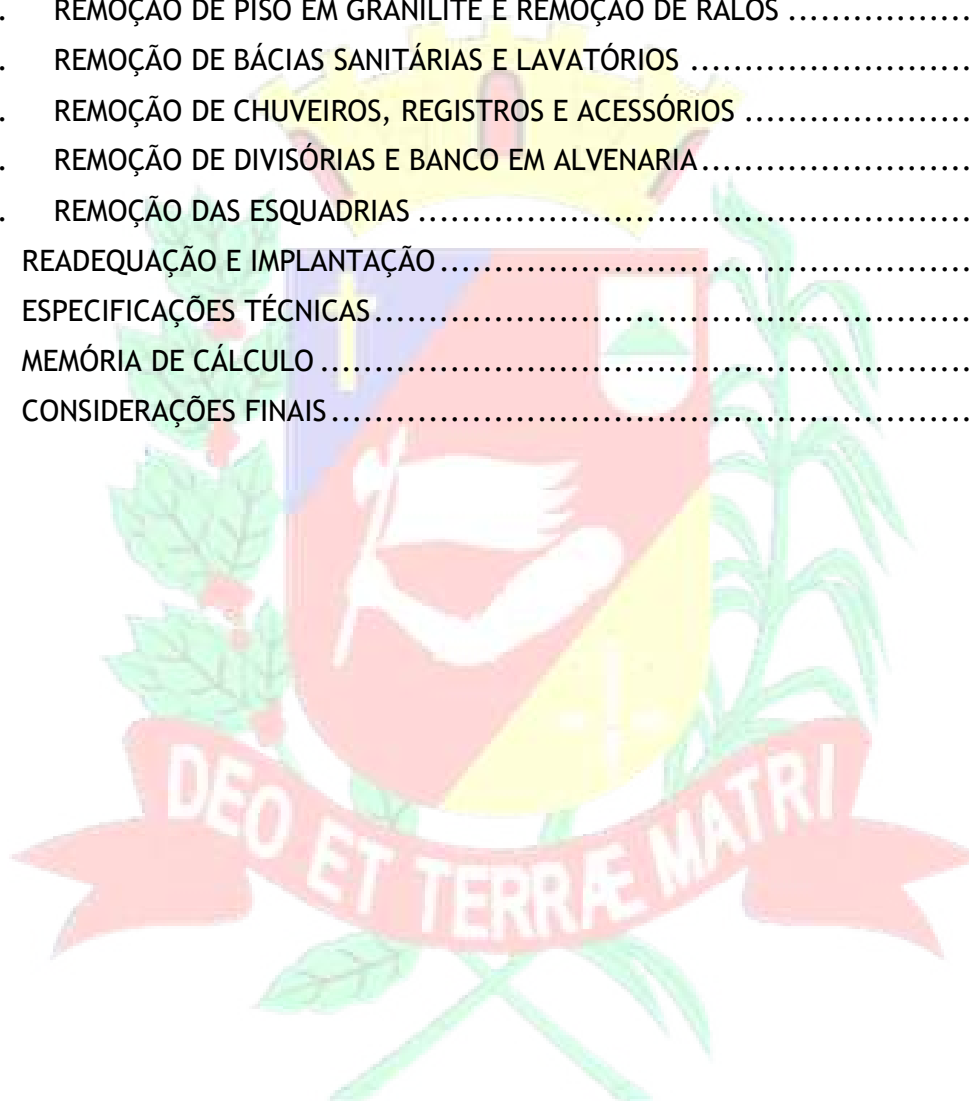 . REMOÇÃO DE PISO EM GRANILITE E REMOÇÃO DE RALOS ................
. REMOÇÃO DE BÁCIAS SANITÁRIAS E LAVATÓRIOS .........................
. REMOÇÃO DE CHUVEIROS, REGISTROS E ACESSÓRIOS ....................
. REMOÇÃO DE DIVISÓRIAS E BANCO EM ALVENARIA.......................
. REMOÇÃO DAS ESQUADRIAS ...............................................
READEQUAÇÃO E IMPLANTAÇÃO.............................................
ESPECIFICAÇÕES TÉCNICAS...................................................
MEMÓRIA DE CÁLCULO ........................................................
CONSIDERAÇÕES FINAIS.......................................................
DEO ET TERRÆ MATRI